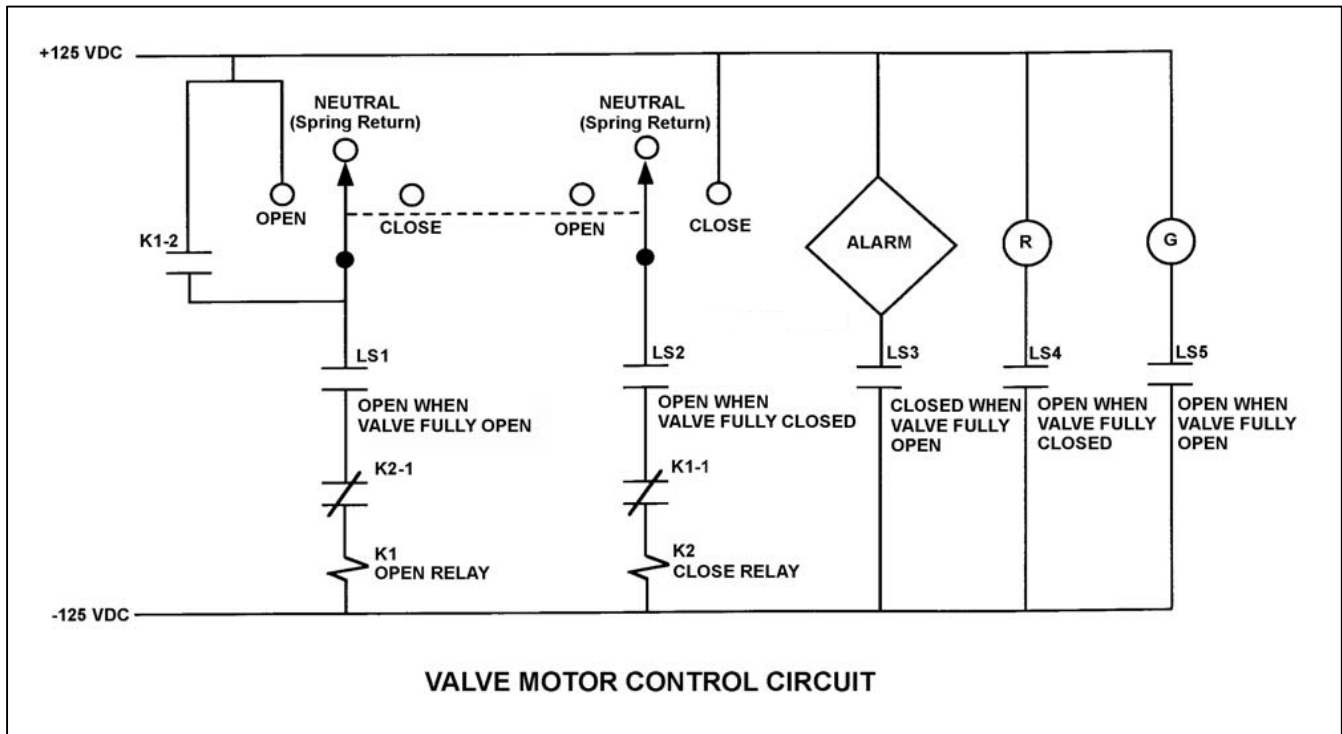 +125 VDC
NEUTRAL
(Spring Return)
NEUTRAL
(Spring Return)
OPEN
CLOSE
OPEN
CLOSE
K1-2
ALARM
R
G
LS1
OPEN WHEN
VALVE FULLY OPEN
LS2
OPEN WHEN
VALVE FULLY CLOSED
LS3
CLOSED WHEN
VALVE FULLY
OPEN
LS4
OPEN WHEN
VALVE FULLY
CLOSED
LS5
OPEN WHEN
VALVE FULLY
OPEN
K2-1
K1-1
K1
OPEN RELAY
K2
CLOSE RELAY
-125 VDC
VALVE MOTOR CONTROL CIRCUIT